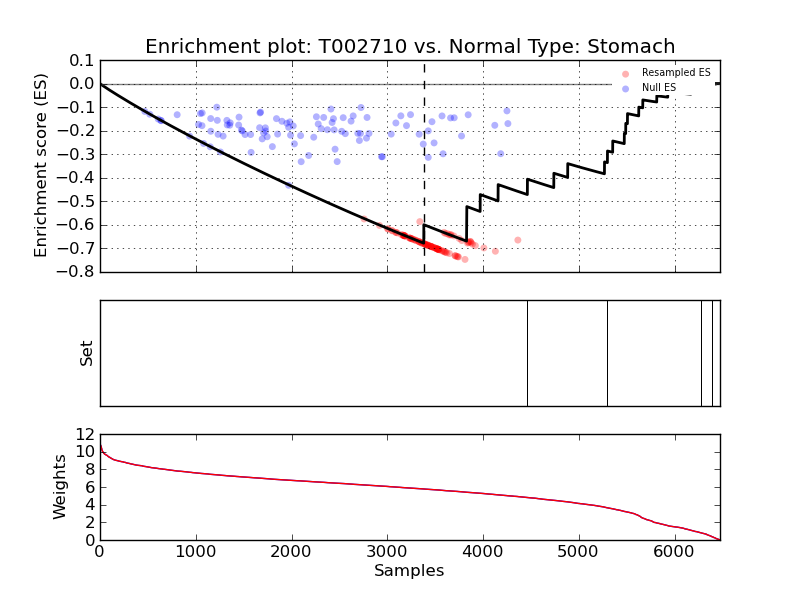 Enrichment plot: T002710 vs. Normal Type: Stomach
0.1
0.0
−0.1
−0.2
−0.3
−0.4
−0.5
−0.6
−0.7
−0.8
Enrichment score (ES)
Resampled ES
Null ES
Set
12
10
8
6
4
2
0
Weights
0 1000 2000 3000 4000 5000 6000
Samples